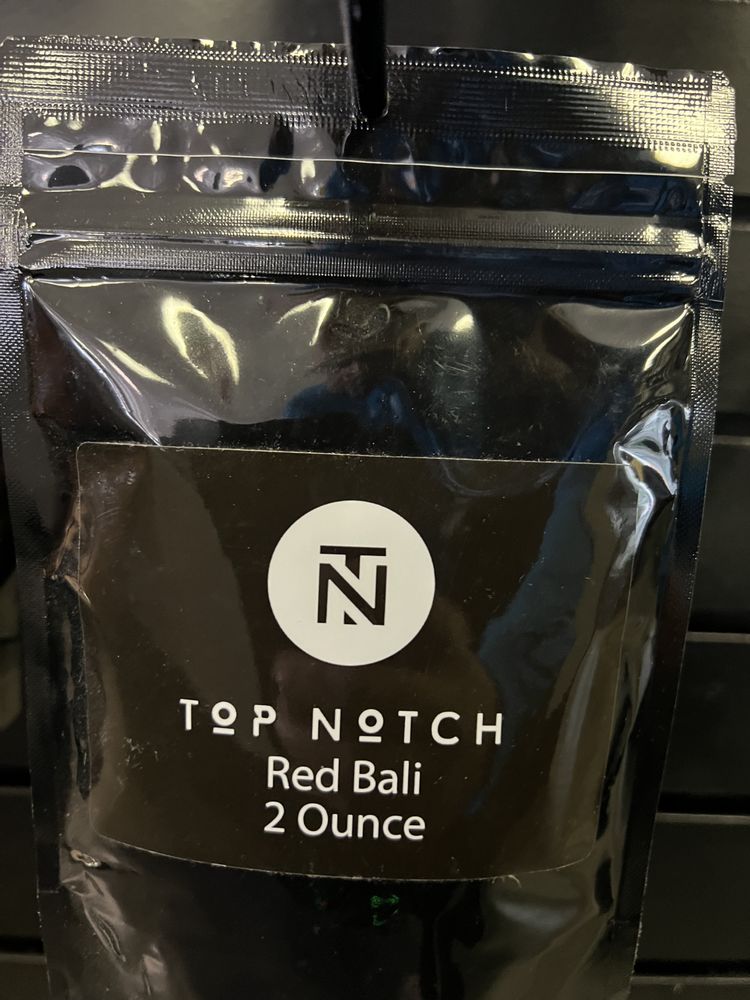 TN
TOP NOTCH
Red Bali
2 Ounce